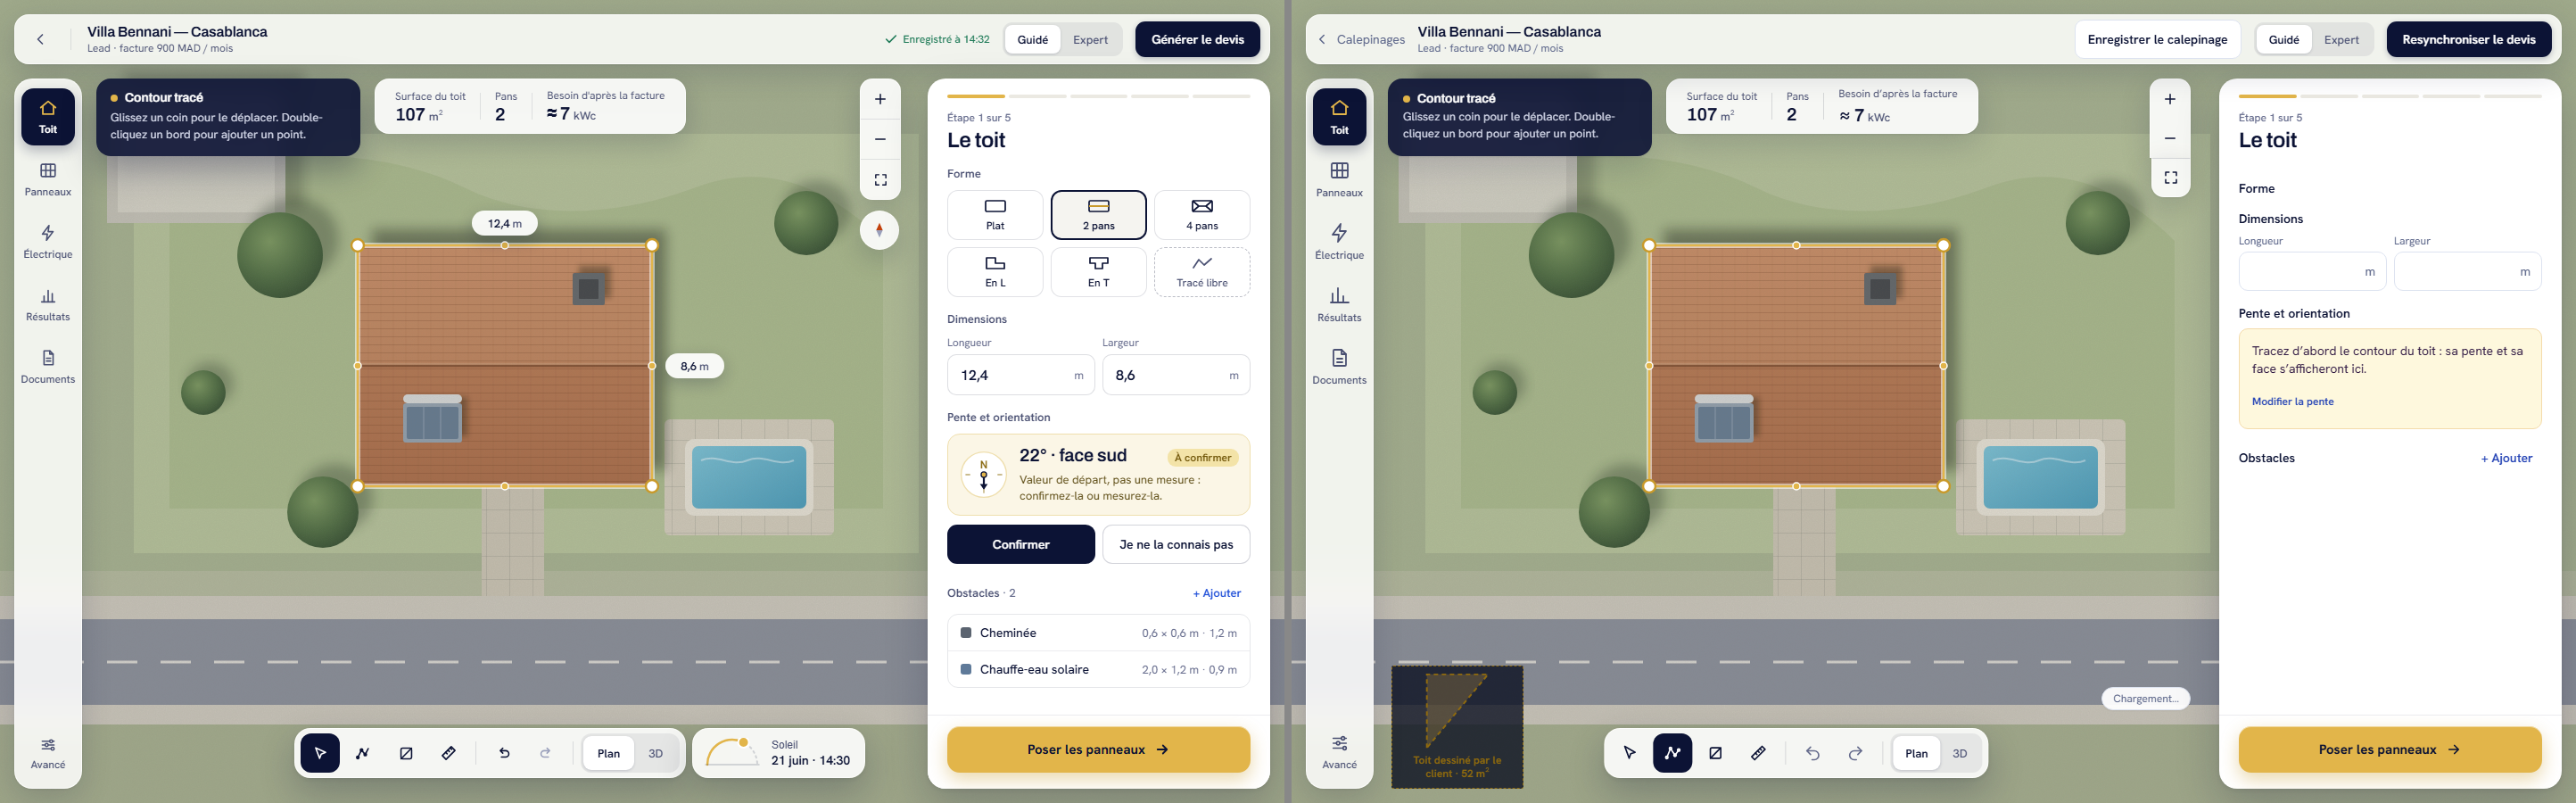 Villa Bennani — Casablanca
Lead · facture 900 MAD / mois
Enregistré à 14:32
Guidé
Expert
Générer le devis
Toit
Panneaux
Électrique
Résultats
Documents
Avancé
Contour tracé
Glissez un coin pour le déplacer. Double-
cliquez un bord pour ajouter un point.
Surface du toit
107 m²
Pans
2
Besoin d'après la facture
≈ 7 kWc
+
−
12,4 m
8,6 m
Étape 1 sur 5
Le toit
Forme
Plat
2 pans
4 pans
En L
En T
Tracé libre
Dimensions
Longueur
Largeur
12,4 m
8,6 m
Pente et orientation
N
22° · face sud
À confirmer
Valeur de départ, pas une mesure :
confirmez-la ou mesurez-la.
Confirmer
Je ne la connais pas
Obstacles · 2
+ Ajouter
Cheminée
0,6 × 0,6 m · 1,2 m
Chauffe-eau solaire
2,0 × 1,2 m · 0,9 m
Plan
3D
Soleil
21 juin · 14:30
Poser les panneaux →
Calepinages
Villa Bennani — Casablanca
Lead · facture 900 MAD / mois
Enregistrer le calepinage
Guidé
Expert
Resynchroniser le devis
Toit
Panneaux
Électrique
Résultats
Documents
Avancé
Contour tracé
Glissez un coin pour le déplacer. Double-
cliquez un bord pour ajouter un point.
Surface du toit
107 m²
Pans
2
Besoin d’après la facture
≈ 7 kWc
+
−
Étape 1 sur 5
Le toit
Forme
Dimensions
Longueur
Largeur
m
m
Pente et orientation
Tracez d’abord le contour du toit : sa pente et sa
face s’afficheront ici.
Modifier la pente
Obstacles
+ Ajouter
Chargement…
Toit dessiné par le
client · 52 m²
Plan
3D
Poser les panneaux →